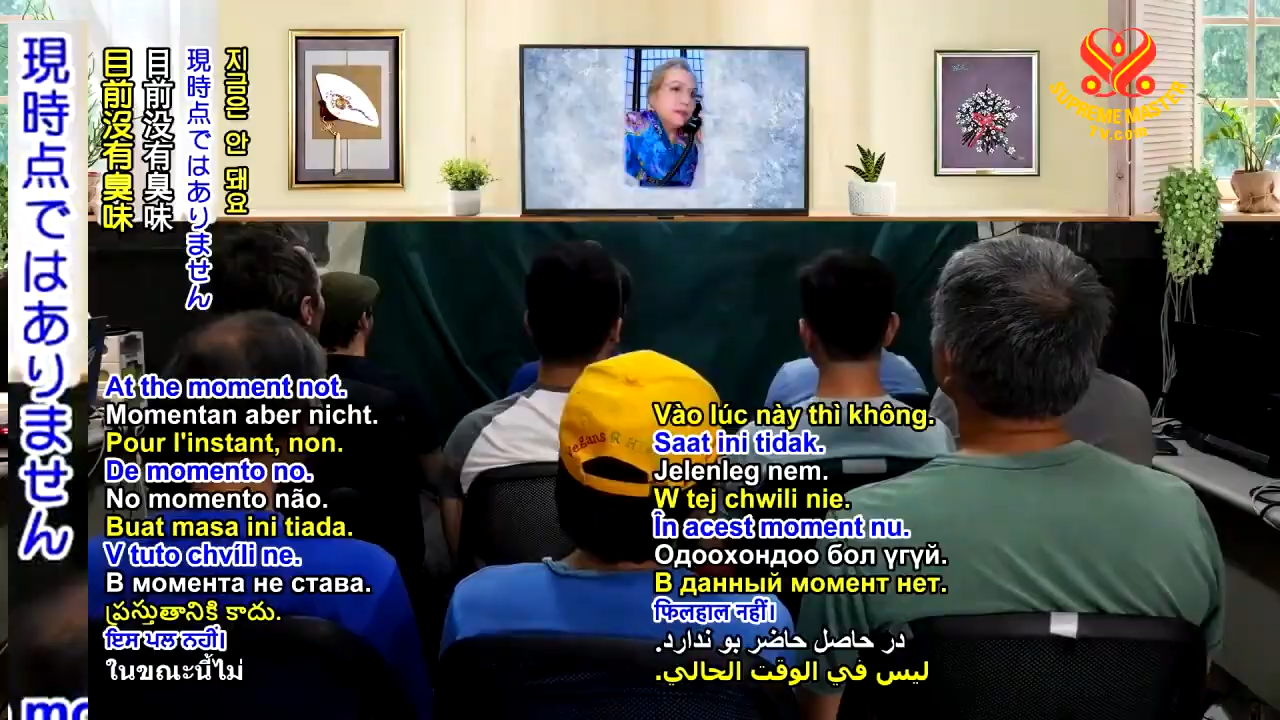 現時点ではありません
目前沒有臭味
目前没有臭味
現時点ではありません
지금은 안 돼요
SUPREME MASTER
TV.com
At the moment not.
Momentan aber nicht.
Pour l'instant, non.
De momento no.
No momento não.
Buat masa ini tiada.
V tuto chvíli ne.
В момента не става.
ప్రస్తుతానికి కాదు.
ਇਸ ਪਲ ਨਹੀਂ।
ในขณะนี้ไม่
Vegans R
Vào lúc này thì không.
Saat ini tidak.
Jelenleg nem.
W tej chwili nie.
În acest moment nu.
Одоохондоо бол үгүй.
В данный момент нет.
फिलहाल नहीं।
در حاصل حاضر بو ندارد.
ليس في الوقت الحالي.